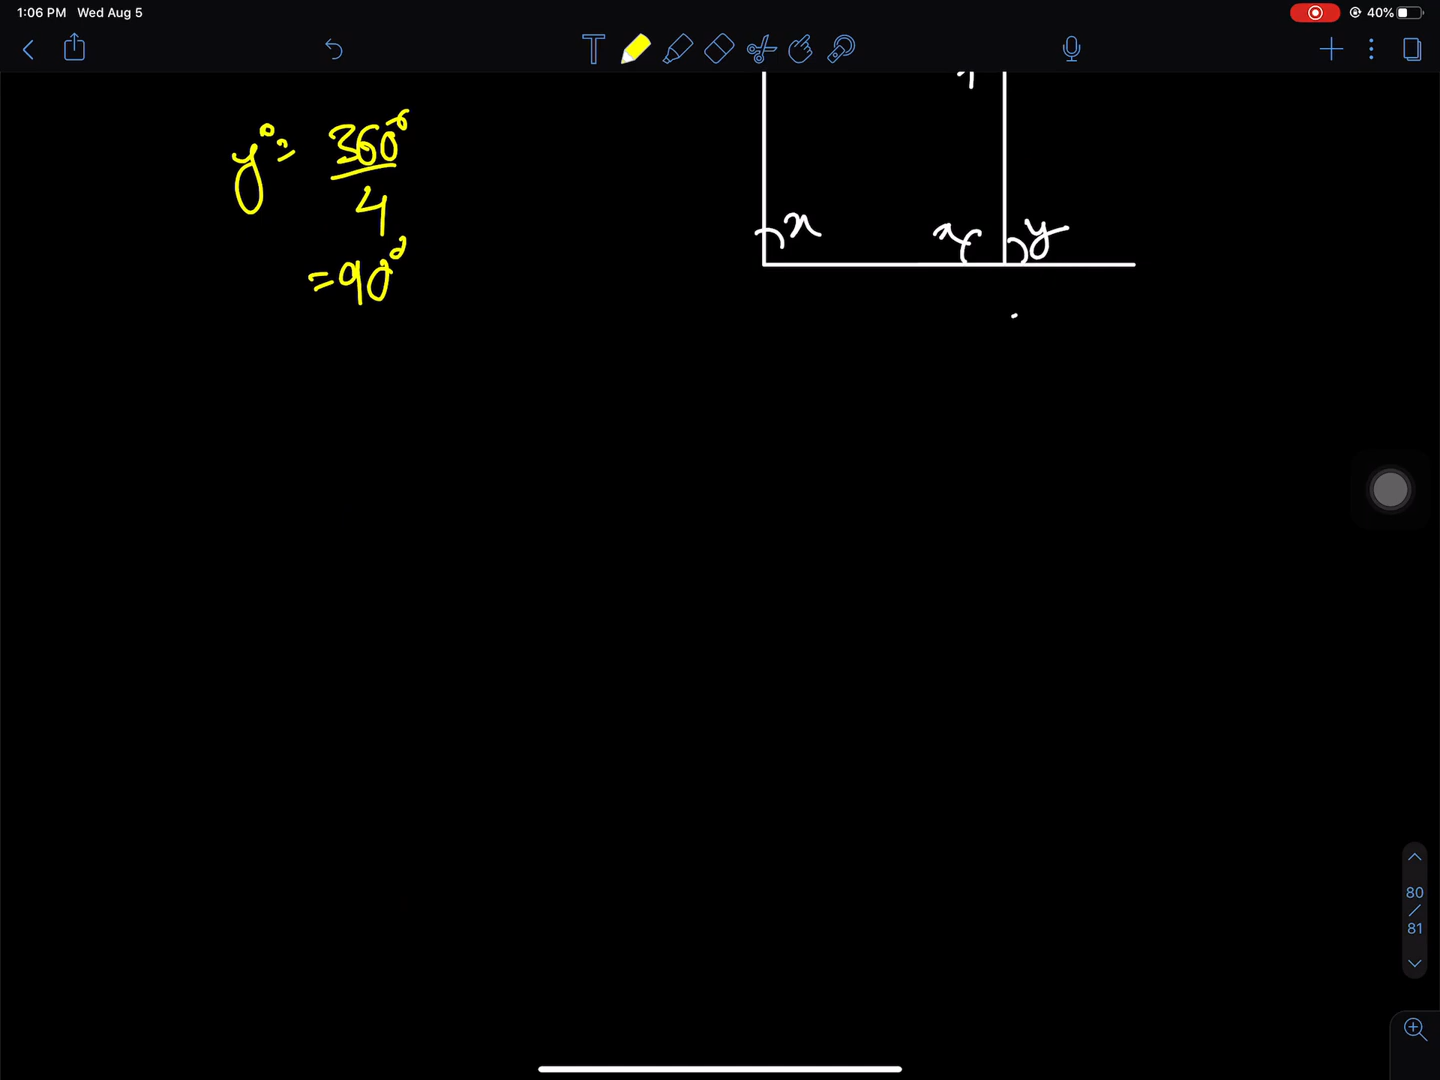 1:06 PM Wed Aug 5
40%
y° = 360° / 4
= 90°
x
x
x y
80
/
81